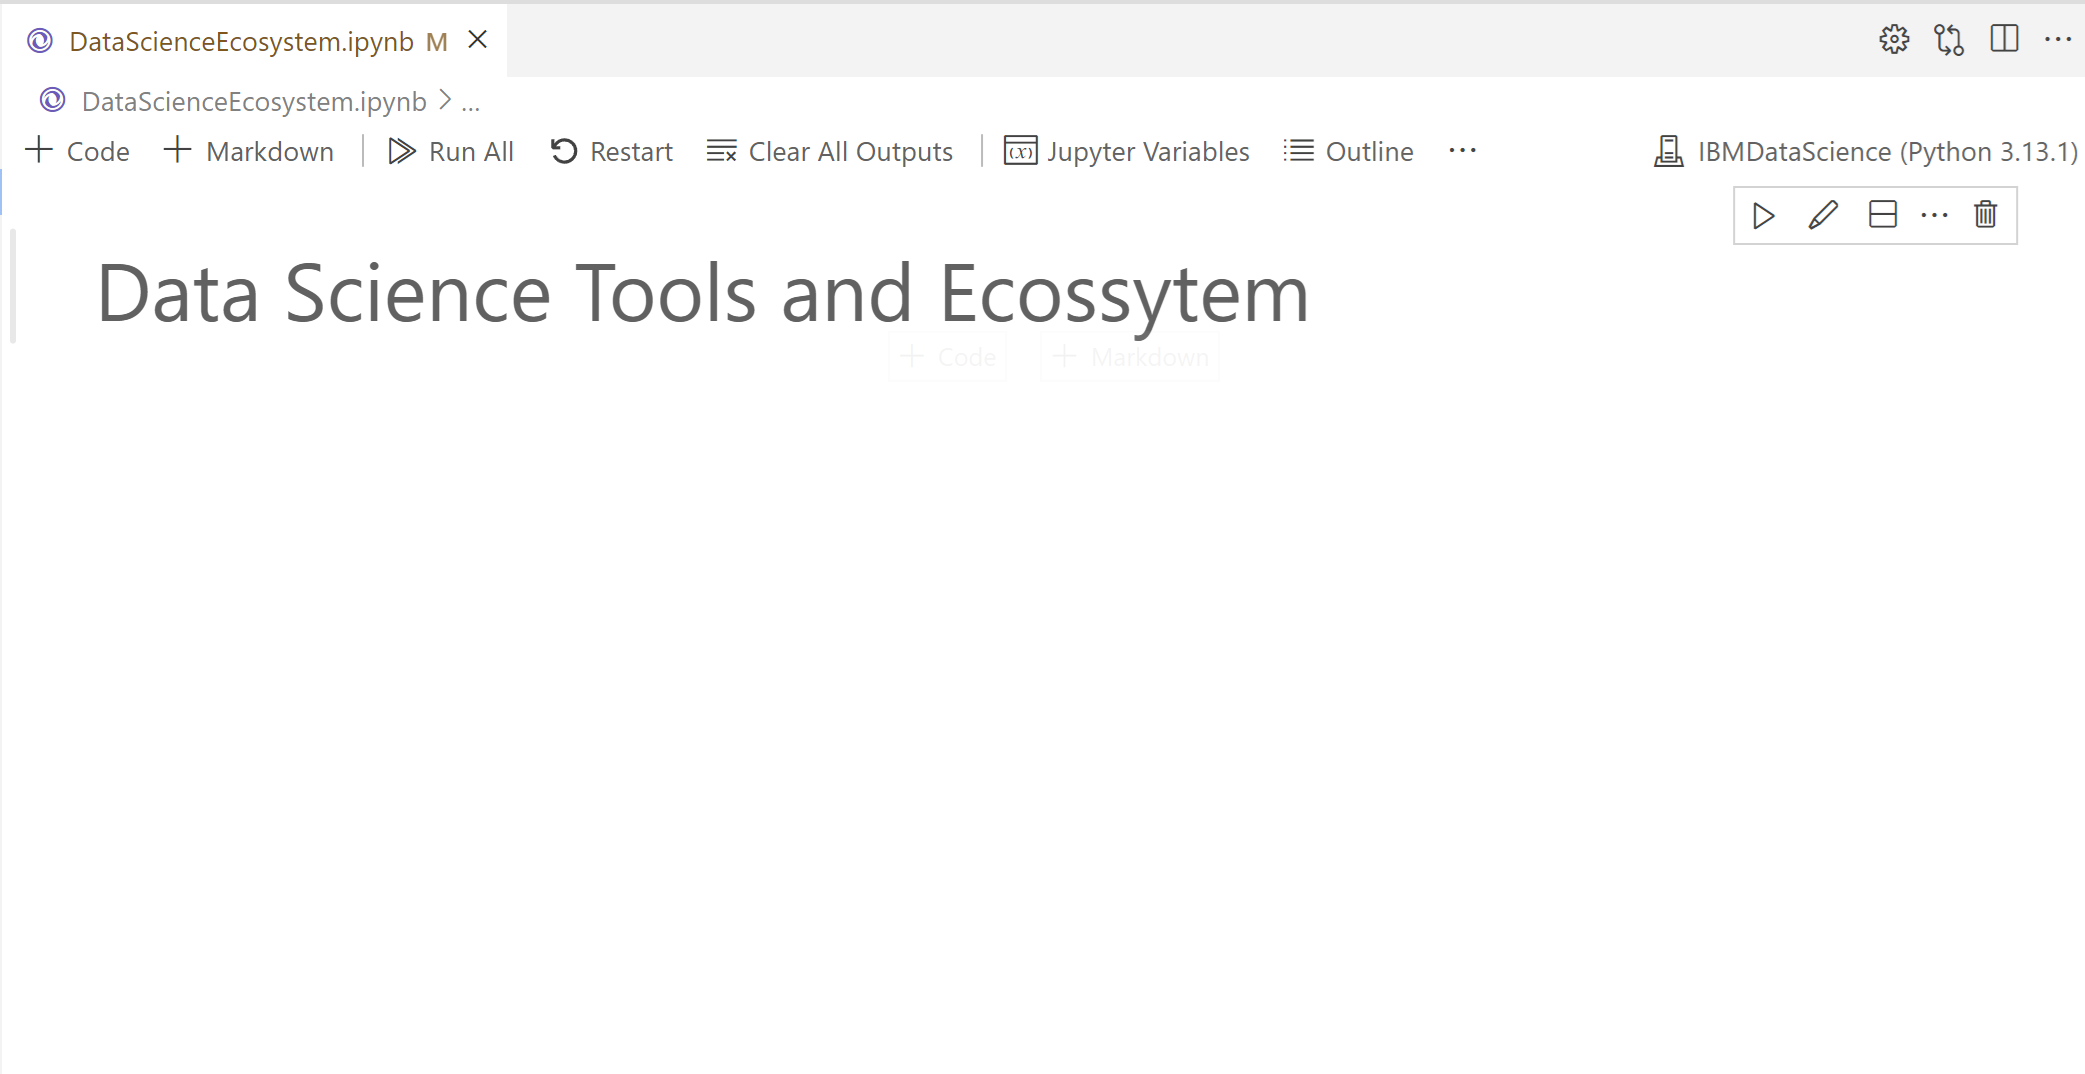 DataScienceEcosystem.ipynb M
DataScienceEcosystem.ipynb > ...
Code Markdown Run All Restart Clear All Outputs Jupyter Variables Outline ... IBMDataScience (Python 3.13.1)
Data Science Tools and Ecossytem
Code Markdown